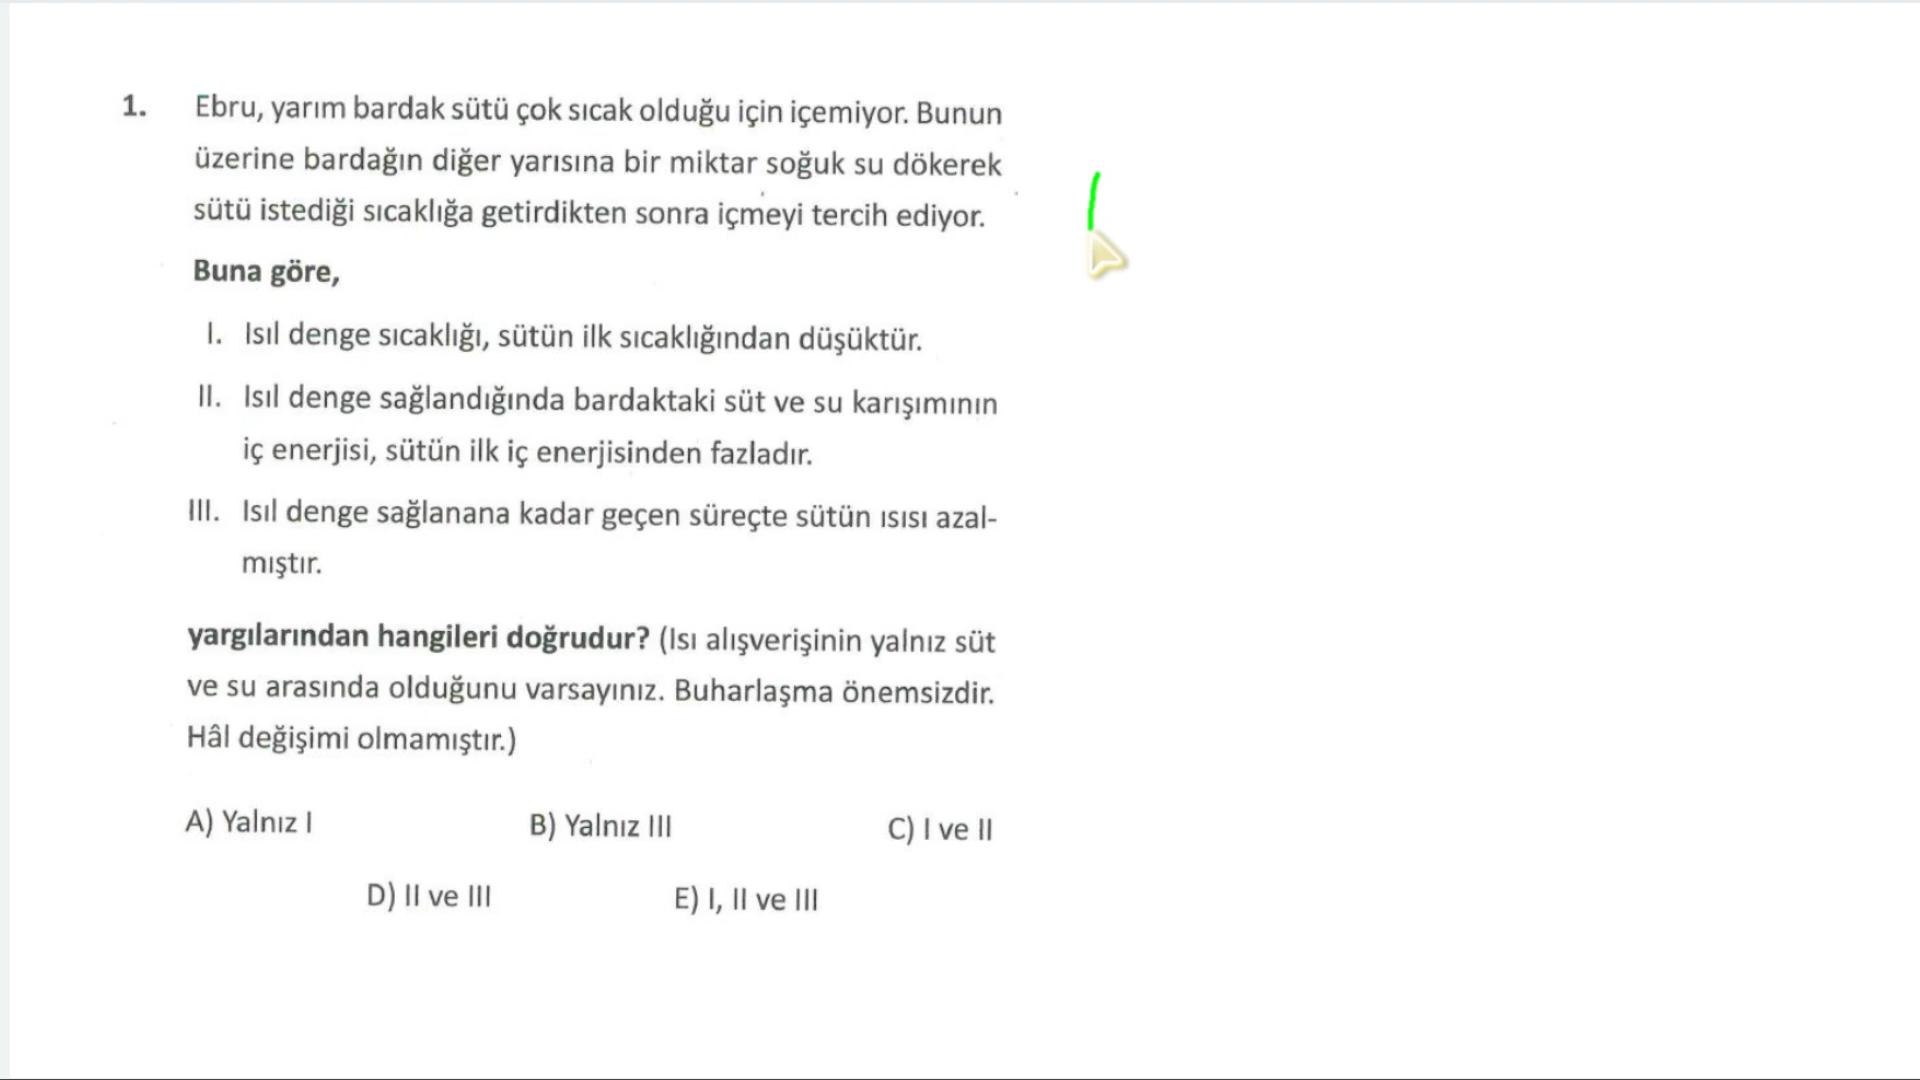 1. Ebru, yarım bardak sütü çok sıcak olduğu için içemiyor. Bunun
üzerine bardağın diğer yarısına bir miktar soğuk su dökerek
sütü istediği sıcaklığa getirdikten sonra içmeyi tercih ediyor.
Buna göre,
I. Isıl denge sıcaklığı, sütün ilk sıcaklığından düşüktür.
II. Isıl denge sağlandığında bardaktaki süt ve su karışımının
iç enerjisi, sütün ilk iç enerjisinden fazladır.
III. Isıl denge sağlanana kadar geçen süreçte sütün ısısı azal-
mıştır.
yargılarından hangileri doğrudur? (Isı alışverişinin yalnız süt
ve su arasında olduğunu varsayınız. Buharlaşma önemsizdir.
Hâl değişimi olmamıştır.)
A) Yalnız I B) Yalnız III C) I ve II
D) II ve III E) I, II ve III